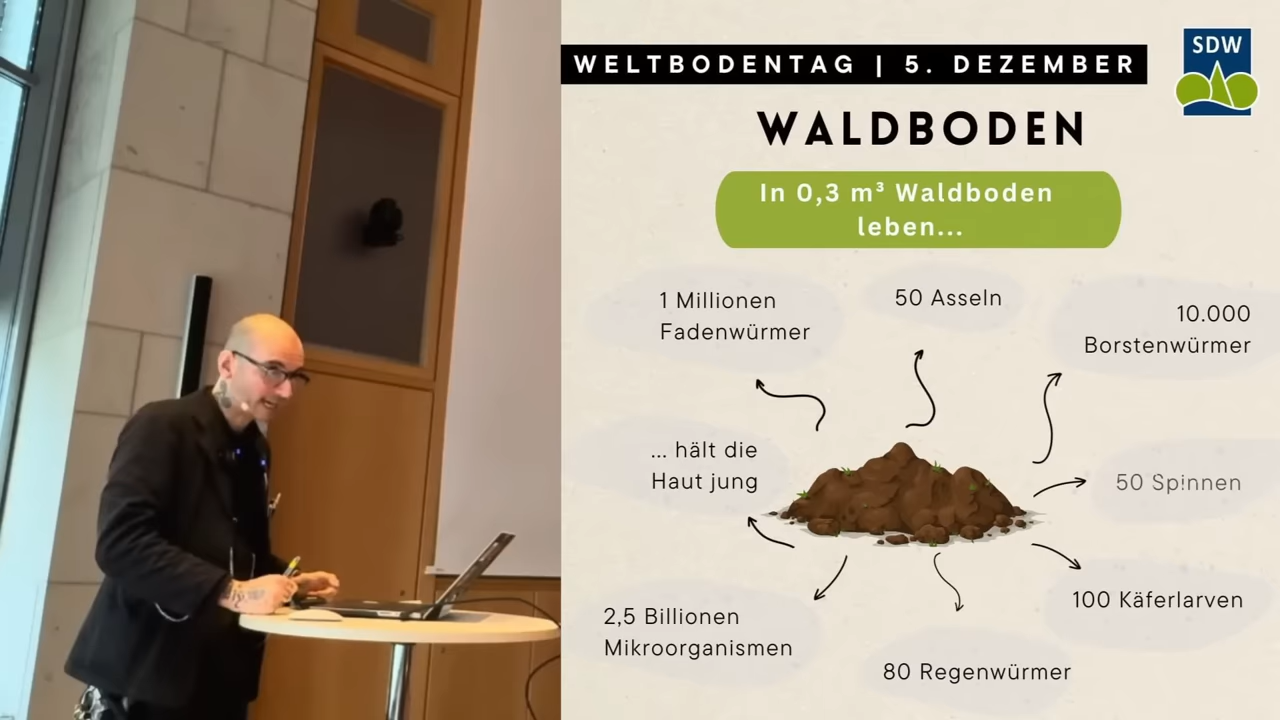 WELTBODENTAG | 5. DEZEMBER
SDW
WALDBODEN
In 0,3 m³ Waldboden
leben...
1 Millionen
Fadenwürmer
50 Asseln
10.000
Borstenwürmer
... hält die
Haut jung
50 Spinnen
2,5 Billionen
Mikroorganismen
100 Käferlarven
80 Regenwürmer